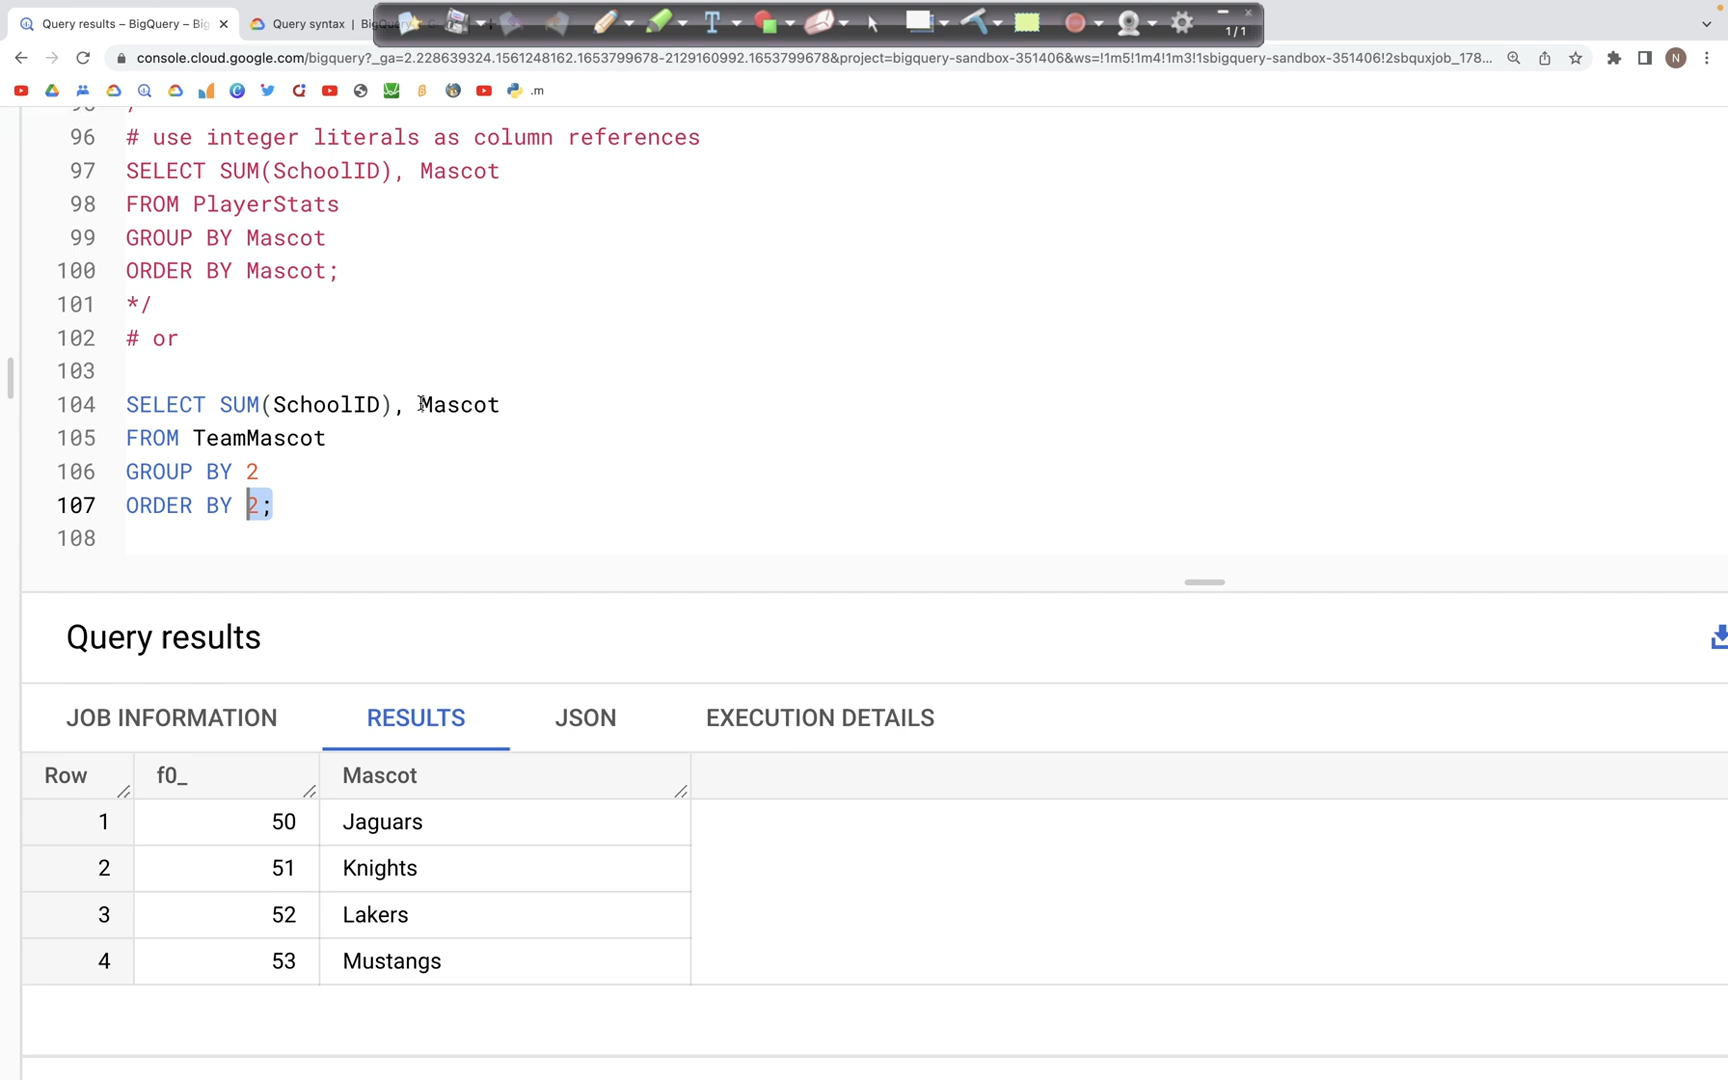 Query results – BigQuery – Big
Query syntax | BigQ
1/1
console.cloud.google.com/bigquery?_ga=2.228639324.1561248162.1653799678-2129160992.1653799678&project=bigquery-sandbox-351406&ws=!1m5!1m4!1m3!1sbigquery-sandbox-351406!2sbquxjob_178...
N
.m
96 # use integer literals as column references
97 SELECT SUM(SchoolID), Mascot
98 FROM PlayerStats
99 GROUP BY Mascot
100 ORDER BY Mascot;
101 */
102 # or
103
104 SELECT SUM(SchoolID), Mascot
105 FROM TeamMascot
106 GROUP BY 2
107 ORDER BY 2;
108
Query results
JOB INFORMATION RESULTS JSON EXECUTION DETAILS
Row f0_ Mascot
1 50 Jaguars
2 51 Knights
3 52 Lakers
4 53 Mustangs